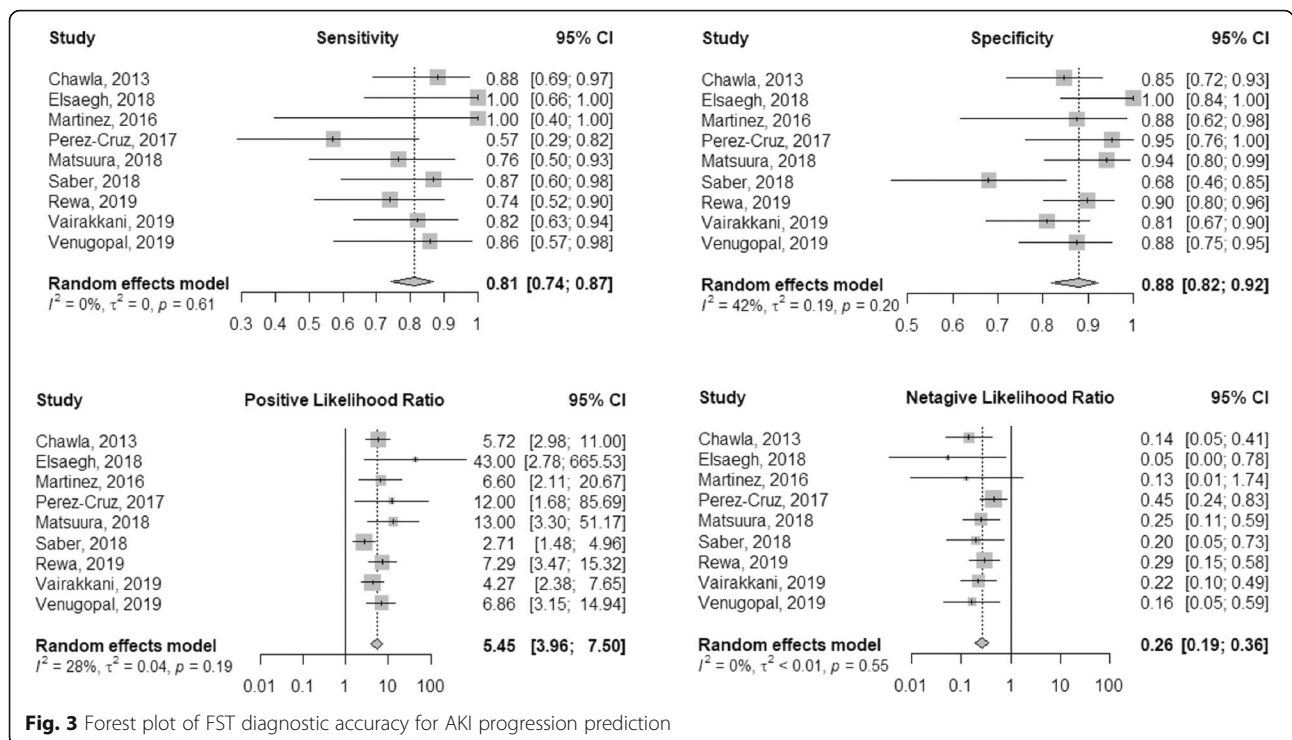 Study Sensitivity 95% CI
Chawla, 2013 0.88 [0.69; 0.97]
Elsaegh, 2018 1.00 [0.66; 1.00]
Martinez, 2016 1.00 [0.40; 1.00]
Perez-Cruz, 2017 0.57 [0.29; 0.82]
Matsuura, 2018 0.76 [0.50; 0.93]
Saber, 2018 0.87 [0.60; 0.98]
Rewa, 2019 0.74 [0.52; 0.90]
Vairakkani, 2019 0.82 [0.63; 0.94]
Venugopal, 2019 0.86 [0.57; 0.98]
Random effects model 0.81 [0.74; 0.87]
I² = 0%, τ² = 0, p = 0.61
0.3 0.4 0.5 0.6 0.7 0.8 0.9 1
Study Specificity 95% CI
Chawla, 2013 0.85 [0.72; 0.93]
Elsaegh, 2018 1.00 [0.84; 1.00]
Martinez, 2016 0.88 [0.62; 0.98]
Perez-Cruz, 2017 0.95 [0.76; 1.00]
Matsuura, 2018 0.94 [0.80; 0.99]
Saber, 2018 0.68 [0.46; 0.85]
Rewa, 2019 0.90 [0.80; 0.96]
Vairakkani, 2019 0.81 [0.67; 0.90]
Venugopal, 2019 0.88 [0.75; 0.95]
Random effects model 0.88 [0.82; 0.92]
I² = 42%, τ² = 0.19, p = 0.20
0.5 0.6 0.7 0.8 0.9 1
Study Positive Likelihood Ratio 95% CI
Chawla, 2013 5.72 [2.98; 11.00]
Elsaegh, 2018 43.00 [2.78; 665.53]
Martinez, 2016 6.60 [2.11; 20.67]
Perez-Cruz, 2017 12.00 [1.68; 85.69]
Matsuura, 2018 13.00 [3.30; 51.17]
Saber, 2018 2.71 [1.48; 4.96]
Rewa, 2019 7.29 [3.47; 15.32]
Vairakkani, 2019 4.27 [2.38; 7.65]
Venugopal, 2019 6.86 [3.15; 14.94]
Random effects model 5.45 [3.96; 7.50]
I² = 28%, τ² = 0.04, p = 0.19
0.01 0.1 1 10 100
Study Netagive Likelihood Ratio 95% CI
Chawla, 2013 0.14 [0.05; 0.41]
Elsaegh, 2018 0.05 [0.00; 0.78]
Martinez, 2016 0.13 [0.01; 1.74]
Perez-Cruz, 2017 0.45 [0.24; 0.83]
Matsuura, 2018 0.25 [0.11; 0.59]
Saber, 2018 0.20 [0.05; 0.73]
Rewa, 2019 0.29 [0.15; 0.58]
Vairakkani, 2019 0.22 [0.10; 0.49]
Venugopal, 2019 0.16 [0.05; 0.59]
Random effects model 0.26 [0.19; 0.36]
I² = 0%, τ² < 0.01, p = 0.55
0.01 0.1 1 10 100
Fig. 3 Forest plot of FST diagnostic accuracy for AKI progression prediction